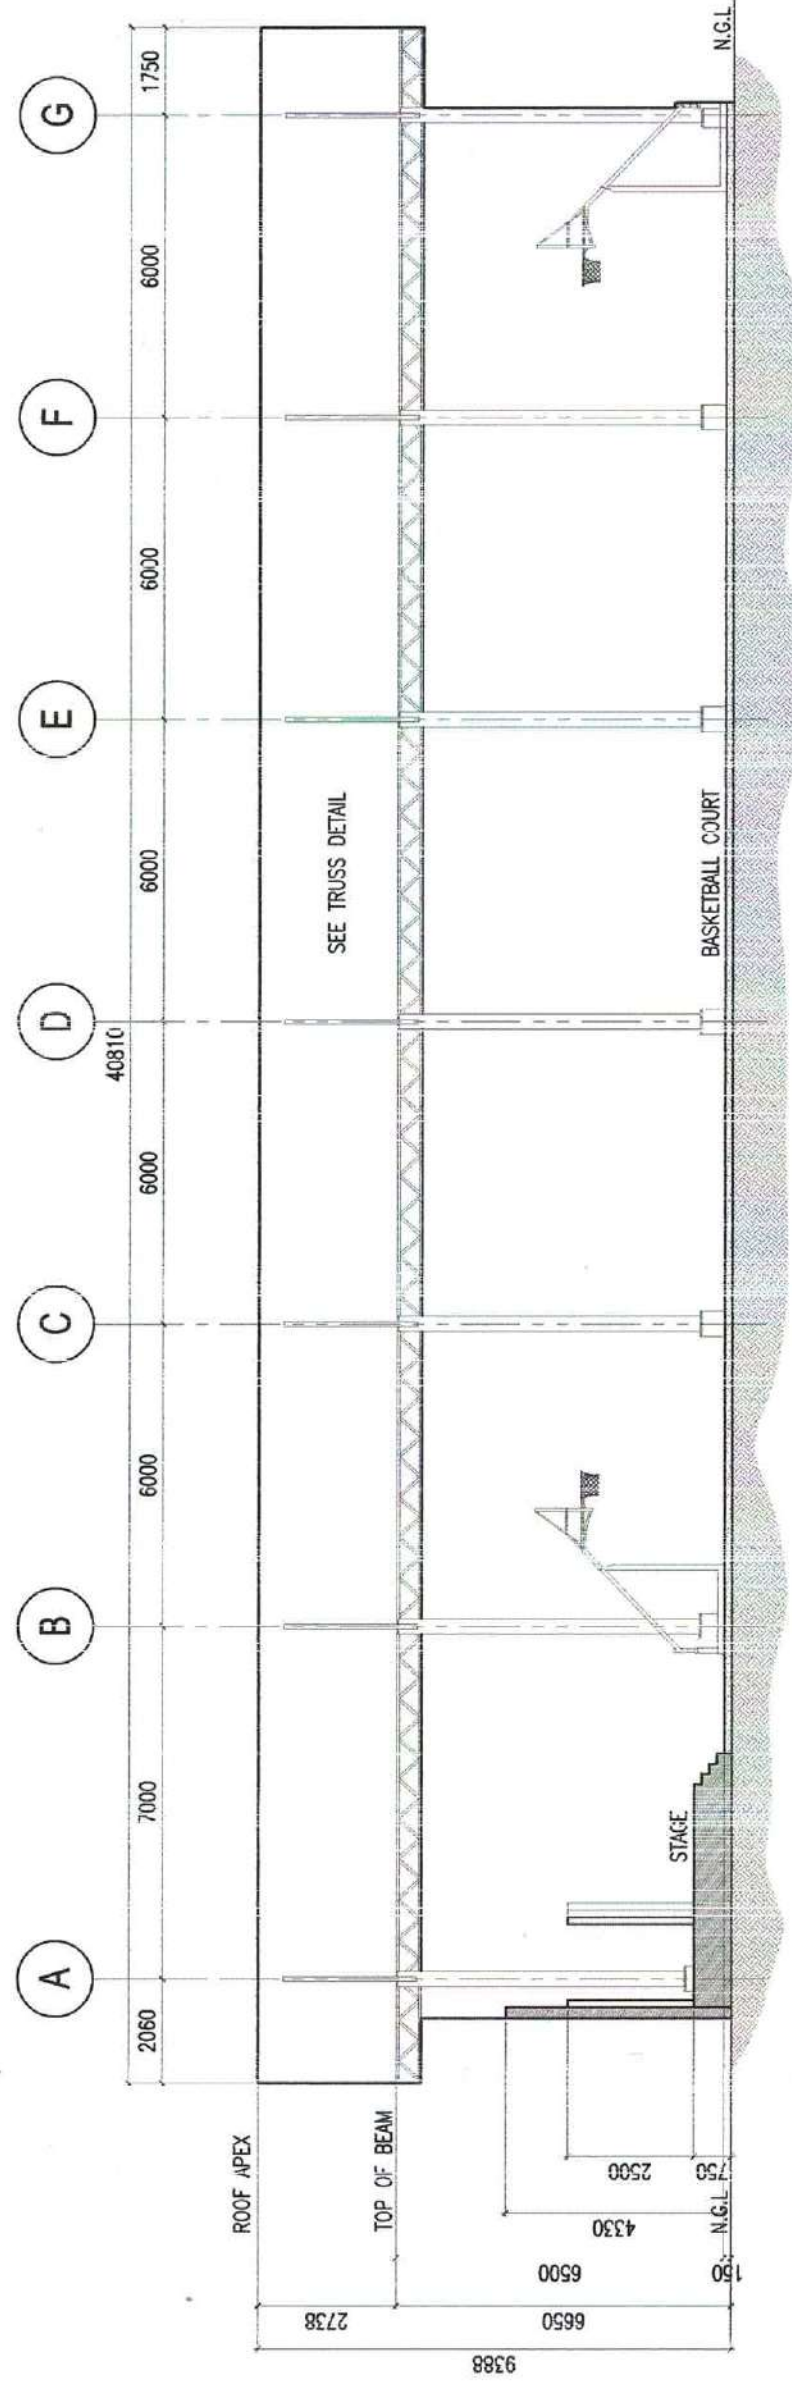 A
B
C
D
E
F
G
40810
2060
7000
6000
6000
6000
6000
6000
1750
ROOF APEX
TOP OF BEAM
SEE TRUSS DETAIL
STAGE
BASKETBALL COURT
N.G.L
N.G.L
2738
6650
9388
6500
150
4330
2500
750